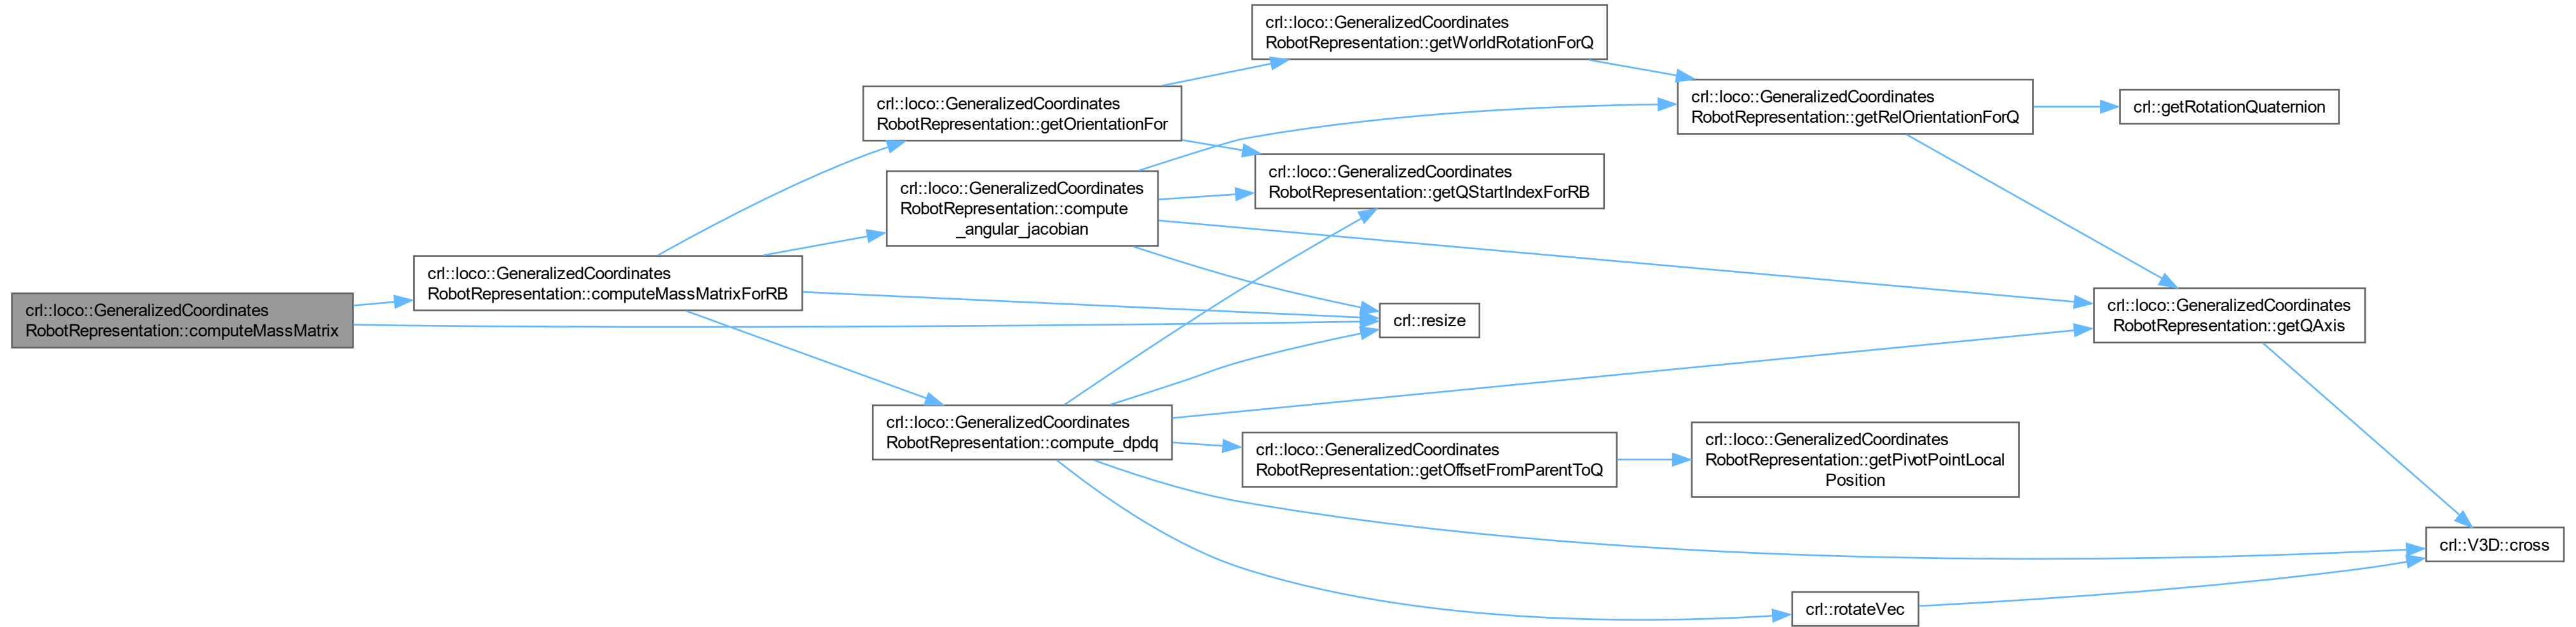 crl::loco::GeneralizedCoordinates
RobotRepresentation::computeMassMatrix
crl::loco::GeneralizedCoordinates
RobotRepresentation::computeMassMatrixForRB
crl::loco::GeneralizedCoordinates
RobotRepresentation::getOrientationFor
crl::loco::GeneralizedCoordinates
RobotRepresentation::compute
_angular_jacobian
crl::loco::GeneralizedCoordinates
RobotRepresentation::compute_dpdq
crl::loco::GeneralizedCoordinates
RobotRepresentation::getWorldRotationForQ
crl::loco::GeneralizedCoordinates
RobotRepresentation::getQStartIndexForRB
crl::resize
crl::loco::GeneralizedCoordinates
RobotRepresentation::getOffsetFromParentToQ
crl::loco::GeneralizedCoordinates
RobotRepresentation::getRelOrientationForQ
crl::loco::GeneralizedCoordinates
RobotRepresentation::getPivotPointLocal
Position
crl::rotateVec
crl::getRotationQuaternion
crl::loco::GeneralizedCoordinates
RobotRepresentation::getQAxis
crl::V3D::cross